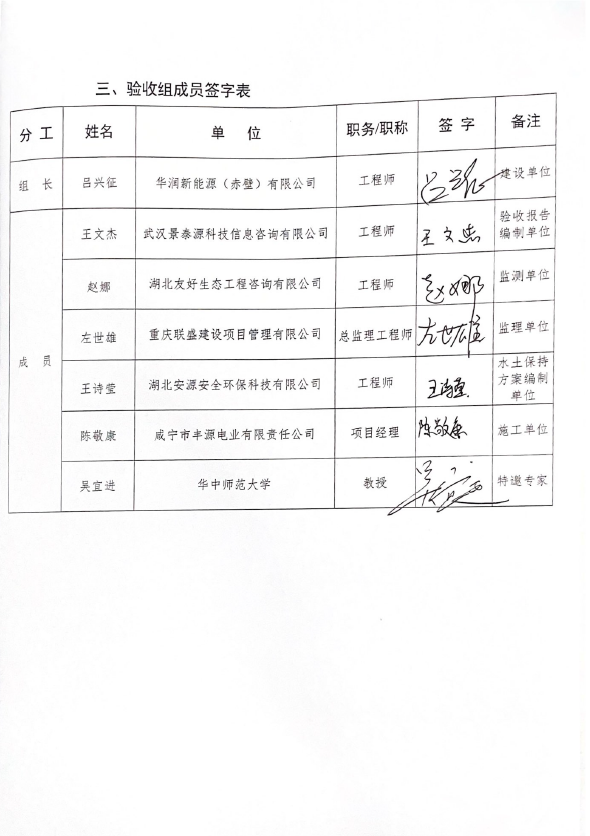 三、验收组成员签字表
分 工 姓名 单 位 职务/职称 签 字 备注
组 长 吕兴征 华润新能源（赤壁）有限公司 工程师 吕兴征 建设单位
成 员
王文杰 武汉景泰源科技信息咨询有限公司 工程师 王文杰 验收报告
编制单位
赵娜 湖北友好生态工程咨询有限公司 工程师 赵娜 监测单位
左世雄 重庆联盛建设项目管理有限公司 总监理工程师 左世雄 监理单位
王诗莹 湖北安源安全环保科技有限公司 工程师 王诗莹 水土保持
方案编制
单位
陈敬康 咸宁市丰源电业有限责任公司 项目经理 陈敬康 施工单位
吴宜进 华中师范大学 教授 特邀专家